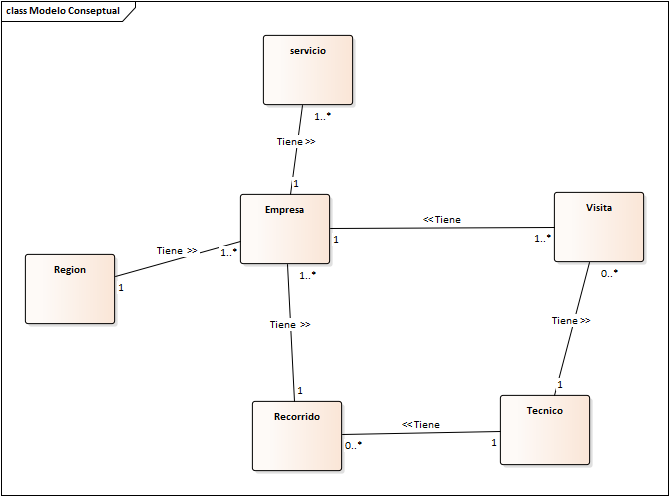 class Modelo Conseptual
servicio
1..*
Tiene >>
1
Empresa
Visita
<<Tiene
1
1..*
Tiene >>
1..*
Region
1
1..*
0..*
Tiene >>
Tiene >>
1
1
Recorrido
Tecnico
<<Tiene
0..*
1